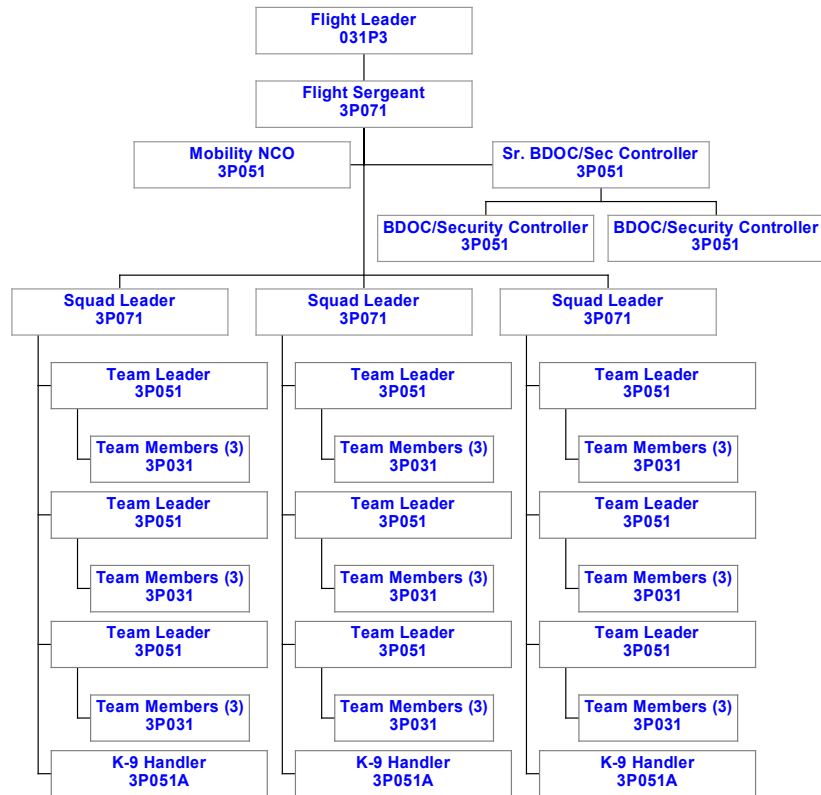 Flight Leader
031P3
Flight Sergeant
3P071
Mobility NCO
3P051
Sr. BDOC/Sec Controller
3P051
BDOC/Security Controller
3P051
BDOC/Security Controller
3P051
Squad Leader
3P071
Team Leader
3P051
Team Members (3)
3P031
Team Leader
3P051
Team Members (3)
3P031
Team Leader
3P051
Team Members (3)
3P031
K-9 Handler
3P051A
Squad Leader
3P071
Team Leader
3P051
Team Members (3)
3P031
Team Leader
3P051
Team Members (3)
3P031
Team Leader
3P051
Team Members (3)
3P031
K-9 Handler
3P051A
Squad Leader
3P071
Team Leader
3P051
Team Members (3)
3P031
Team Leader
3P051
Team Members (3)
3P031
Team Leader
3P051
Team Members (3)
3P031
K-9 Handler
3P051A